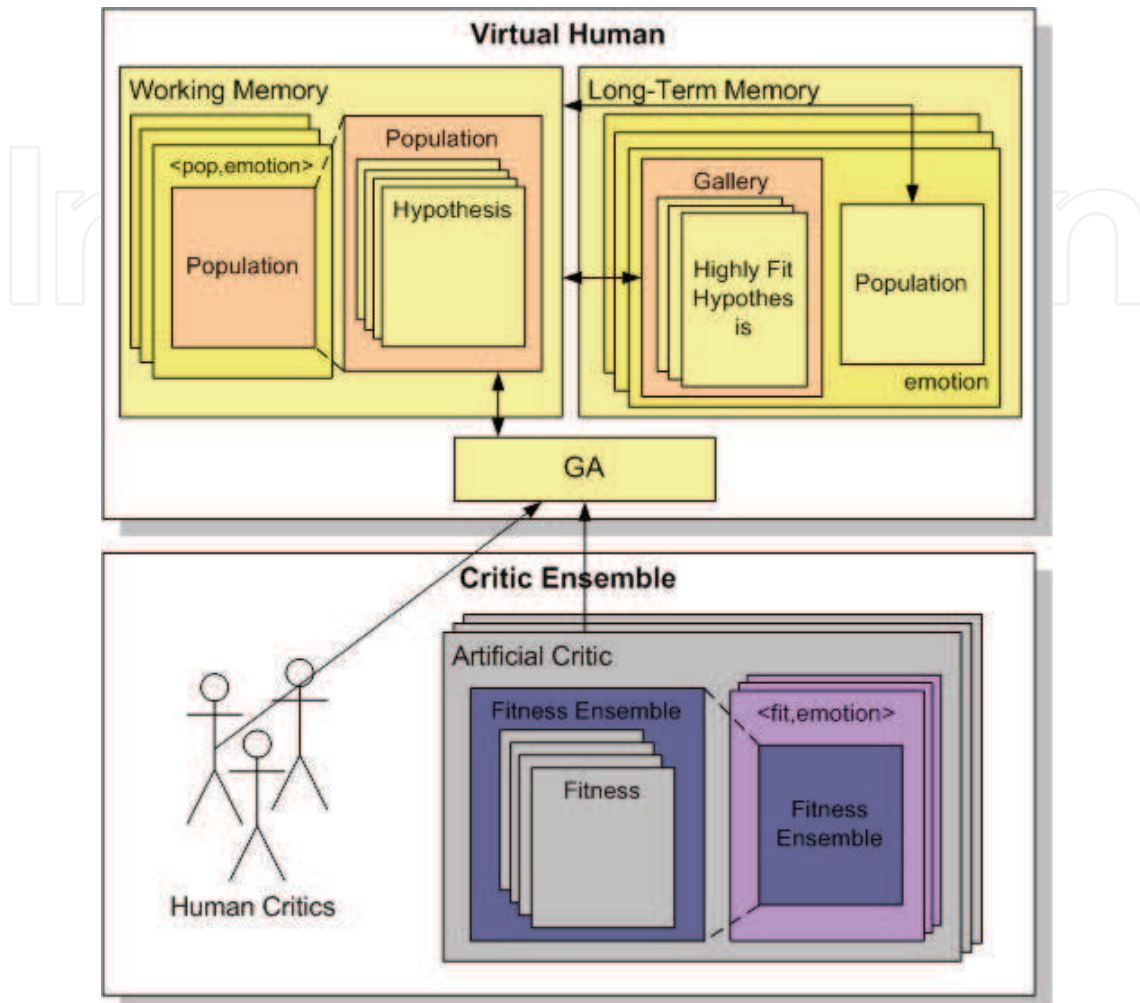 Virtual Human
Working Memory
<pop,emotion>
Population
Population
Hypothesis
Long-Term Memory
Gallery
Highly Fit
Hypothes
is
Population
emotion
GA
Critic Ensemble
Human Critics
Artificial Critic
Fitness Ensemble
Fitness
<fit,emotion>
Fitness
Ensemble